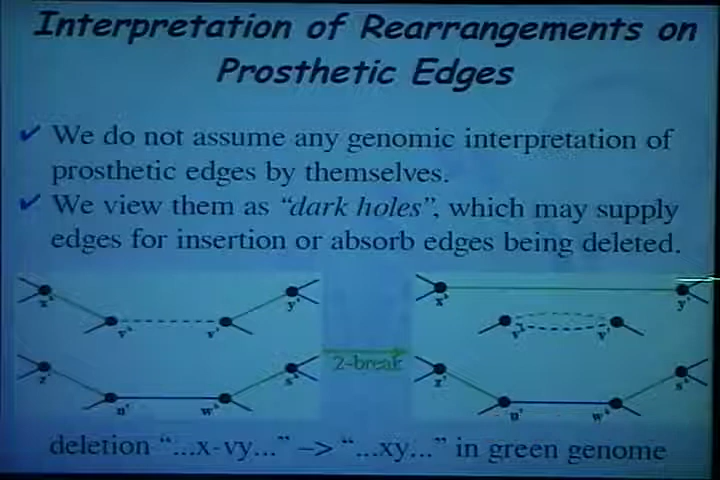 Interpretation of Rearrangements on
Prosthetic Edges
✔ We do not assume any genomic interpretation of
prosthetic edges by themselves.
✔ We view them as “dark holes”, which may supply
edges for insertion or absorb edges being deleted.
2-break
deletion “...x-vy...” –> “...xy...” in green genome